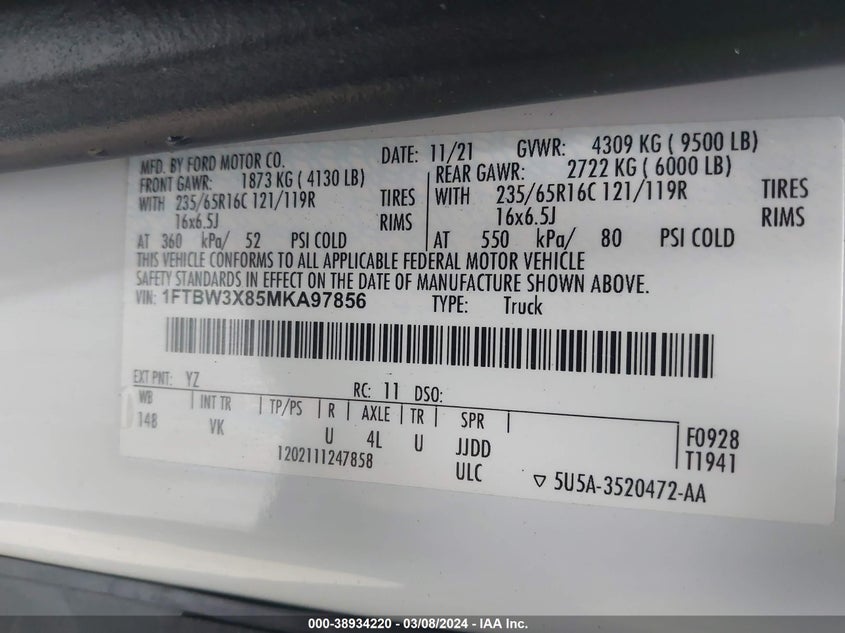 MFD. BY FORD MOTOR CO. DATE: 11/21 GVWR: 4309 KG ( 9500 LB)
FRONT GAWR: 1873 KG ( 4130 LB) REAR GAWR: 2722 KG ( 6000 LB)
WITH 235/65R16C 121/119R TIRES WITH 235/65R16C 121/119R TIRES
16x6.5J RIMS 16x6.5J RIMS
AT 360 kPa/ 52 PSI COLD AT 550 kPa/ 80 PSI COLD
THIS VEHICLE CONFORMS TO ALL APPLICABLE FEDERAL MOTOR VEHICLE
SAFETY STANDARDS IN EFFECT ON THE DATE OF MANUFACTURE SHOWN ABOVE.
VIN: 1FTBW3X85MKA97856 TYPE: Truck
EXT PNT: YZ RC: 11 DSO:
WB INT TR TP/PS R AXLE TR SPR F0928
148 VK U 4L U JJDD T1941
1202111247858 ULC ▽ 5U5A-3520472-AA
000-38934220 - 03/08/2024 - IAA Inc.